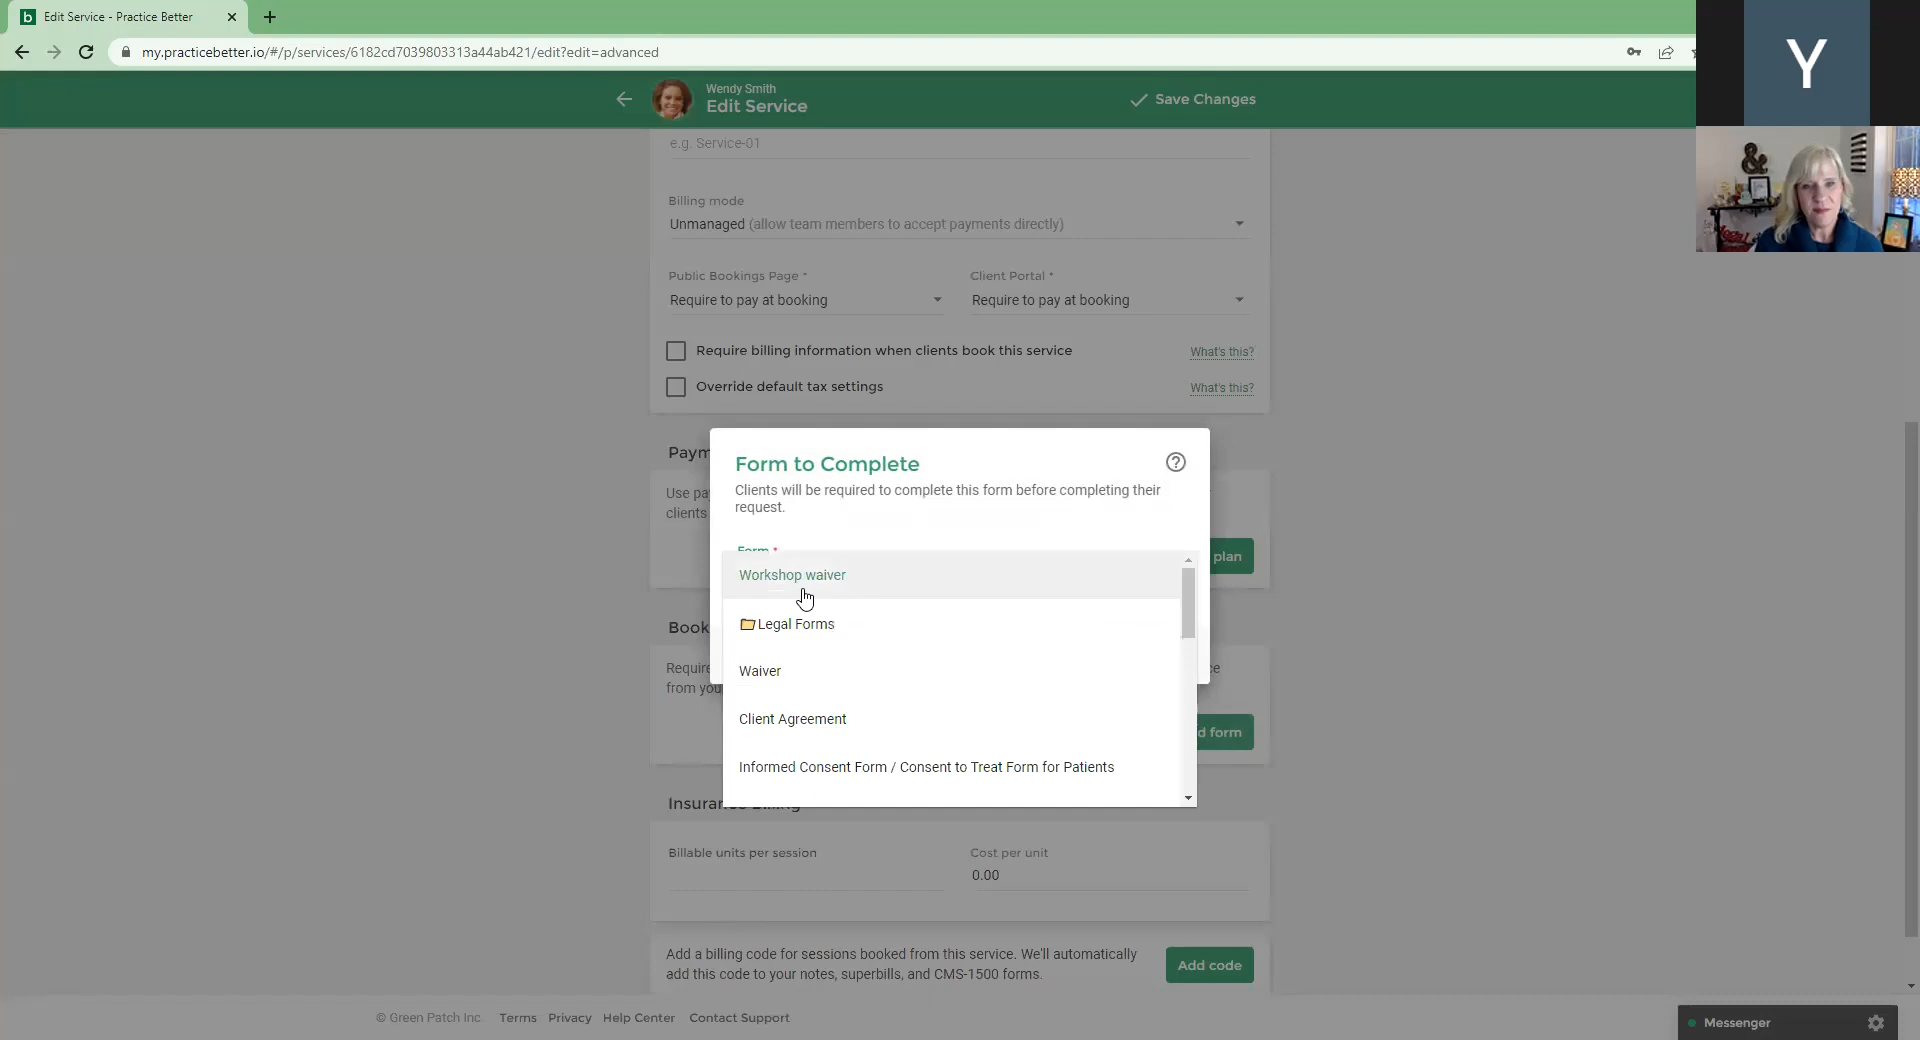 Edit Service - Practice Better
my.practicebetter.io/#/p/services/6182cd7039803313a44ab421/edit?edit=advanced
Y
Wendy Smith
Edit Service
Save Changes
e.g. Service-01
Billing mode
Unmanaged (allow team members to accept payments directly)
Public Bookings Page *
Client Portal *
Require to pay at booking
Require to pay at booking
Require billing information when clients book this service
What's this?
Override default tax settings
What's this?
Paym
Form to Complete
Clients will be required to complete this form before completing their
request.
Use pa
clients
plan
Form *
Workshop waiver
Legal Forms
Waiver
Client Agreement
Informed Consent Form / Consent to Treat Form for Patients
Book
Require
ce
from you
d form
Insurance Billing
Billable units per session
Cost per unit
0.00
Add a billing code for sessions booked from this service. We'll automatically
add this code to your notes, superbills, and CMS-1500 forms.
Add code
© Green Patch Inc.
Terms
Privacy
Help Center
Contact Support
Messenger